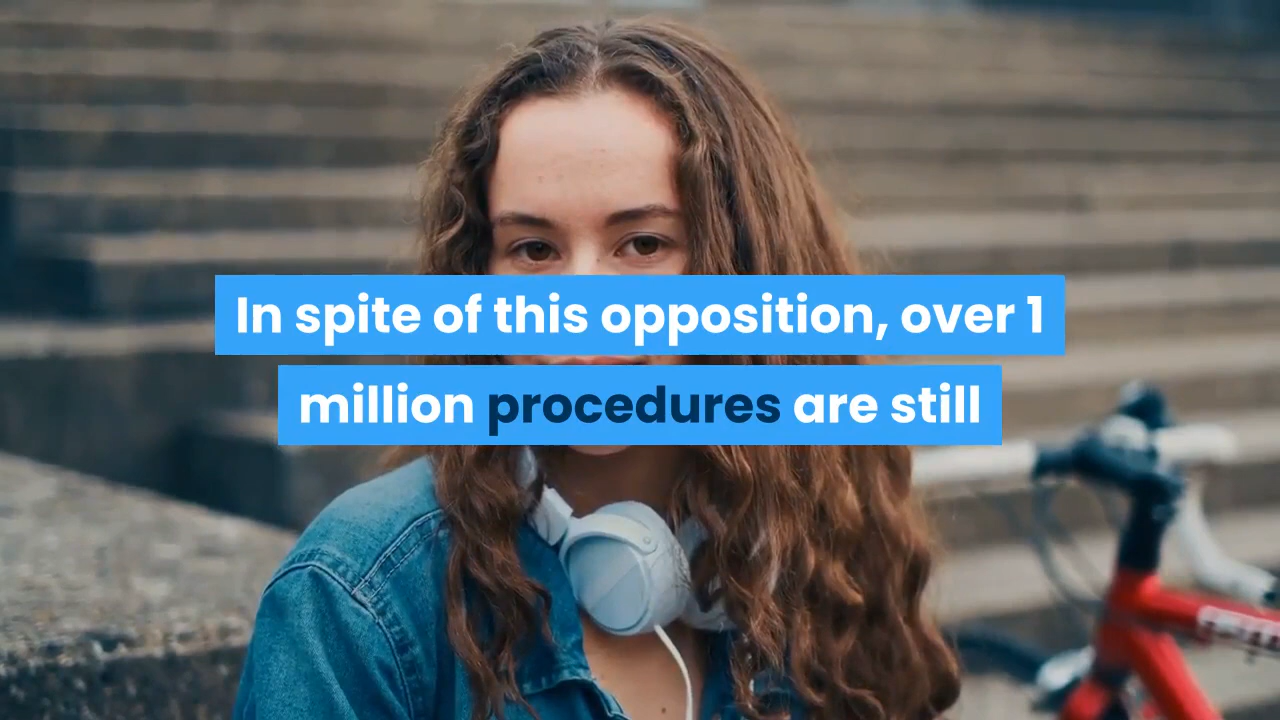 In spite of this opposition, over 1
million procedures are still